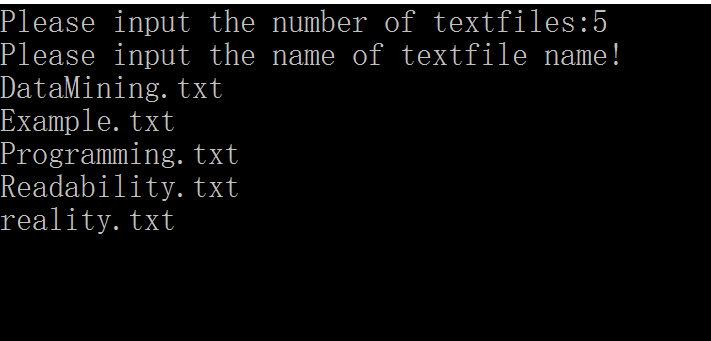 Please input the number of textfiles:5
Please input the name of textfile name!
DataMining.txt
Example.txt
Programming.txt
Readability.txt
reality.txt